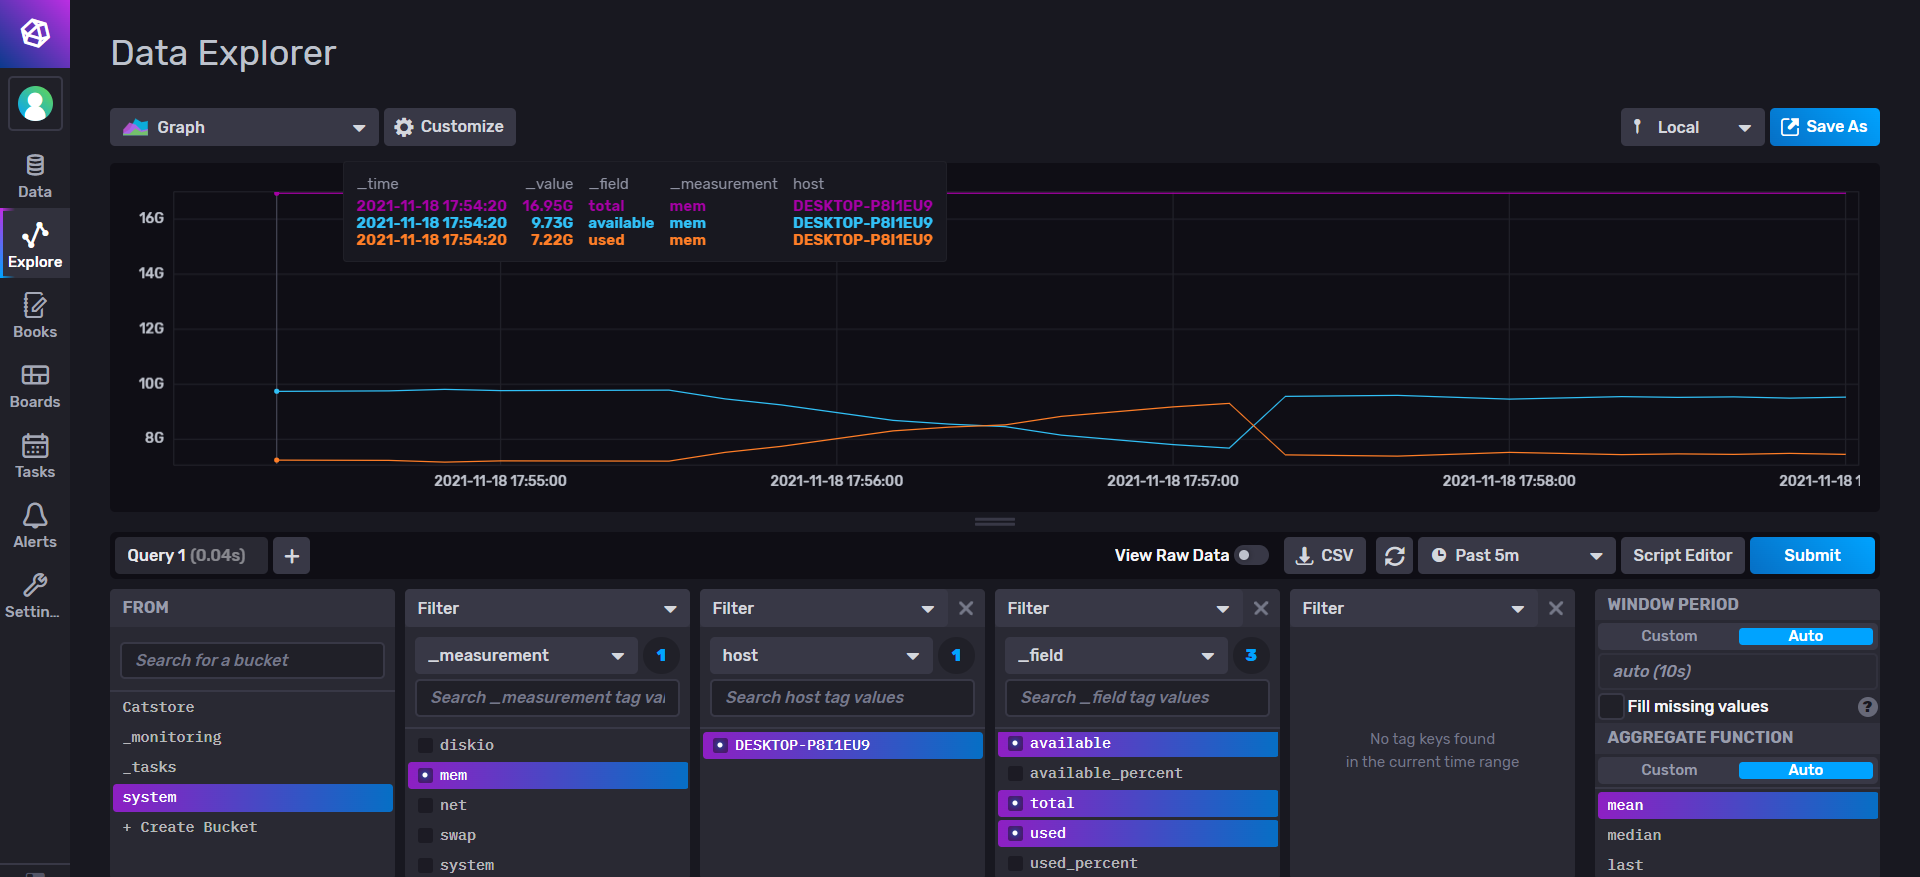 Data Explorer
Data
Explore
Books
Boards
Tasks
Alerts
Settin...
Graph
Customize
Local
Save As
_time _value _field _measurement host
2021-11-18 17:54:20 16.95G total mem DESKTOP-P8I1EU9
2021-11-18 17:54:20 9.73G available mem DESKTOP-P8I1EU9
2021-11-18 17:54:20 7.22G used mem DESKTOP-P8I1EU9
16G
14G
12G
10G
8G
2021-11-18 17:55:00 2021-11-18 17:56:00 2021-11-18 17:57:00 2021-11-18 17:58:00 2021-11-18 1
Query 1 (0.04s)
+
View Raw Data
CSV
Past 5m
Script Editor
Submit
FROM
Search for a bucket
Catstore
_monitoring
_tasks
system
+ Create Bucket
Filter
_measurement 1
Search _measurement tag val
diskio
mem
net
swap
system
Filter
host 1
Search host tag values
DESKTOP-P8I1EU9
Filter
_field 3
Search _field tag values
available
available_percent
total
used
used_percent
Filter
No tag keys found
in the current time range
WINDOW PERIOD
Custom Auto
auto (10s)
Fill missing values ?
AGGREGATE FUNCTION
Custom Auto
mean
median
last